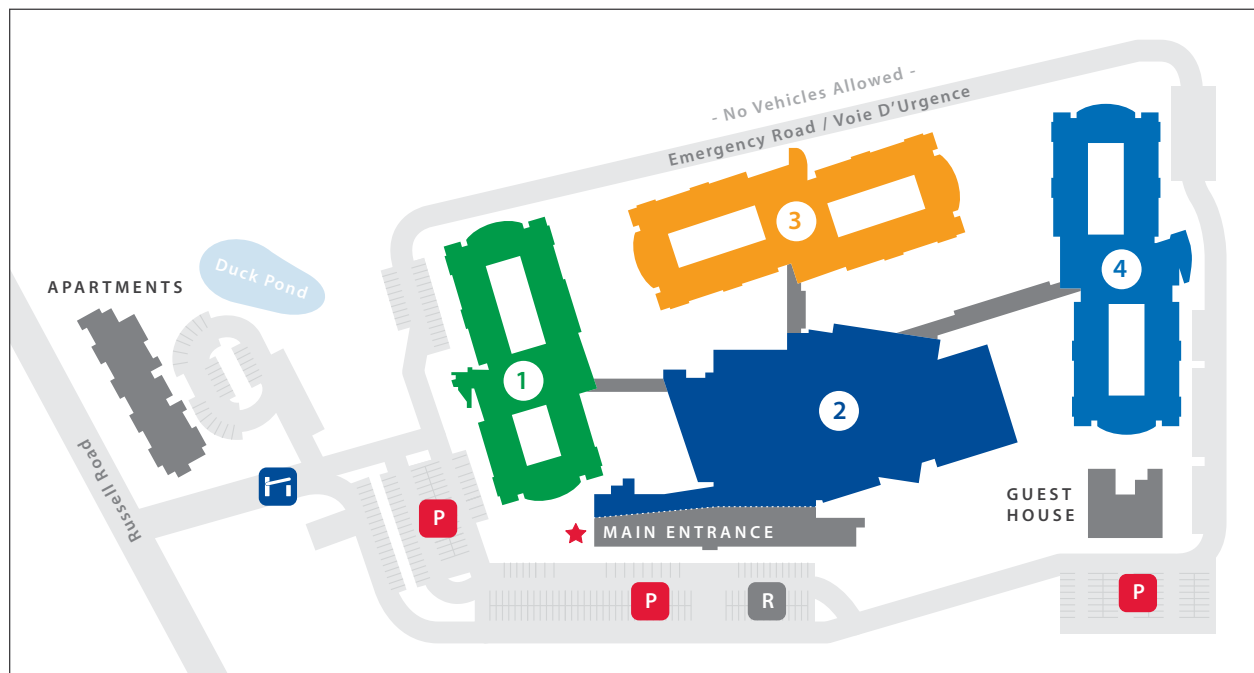 - No Vehicles Allowed -
Emergency Road / Voie D'Urgence
3
4
Duck Pond
APARTMENTS
1
2
Russell Road
GUEST
HOUSE
P
MAIN ENTRANCE
P
R
P